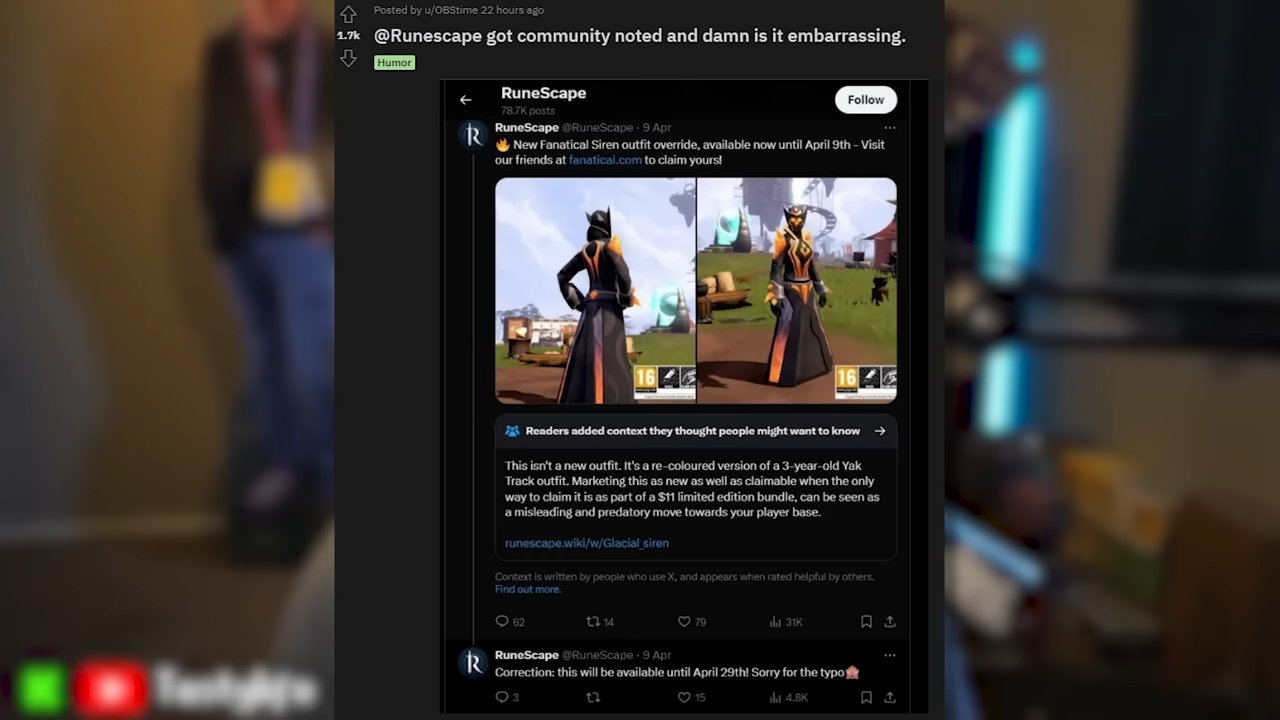 Posted by u/OBStime 22 hours ago
1.7k
@Runescape got community noted and damn is it embarrassing.
Humor
RuneScape
78.7K posts
Follow
RuneScape @RuneScape · 9 Apr
🔥 New Fanatical Siren outfit override, available now until April 9th - Visit
our friends at fanatical.com to claim yours!
16
16
Readers added context they thought people might want to know
This isn't a new outfit. It's a re-coloured version of a 3-year-old Yak
Track outfit. Marketing this as new as well as claimable when the only
way to claim it is as part of a $11 limited edition bundle, can be seen as
a misleading and predatory move towards your player base.
runescape.wiki/w/Glacial_siren
Context is written by people who use X, and appears when rated helpful by others.
Find out more.
62 14 79 31K
RuneScape @RuneScape · 9 Apr
Correction: this will be available until April 29th! Sorry for the typo🙈
3 15 4.8K